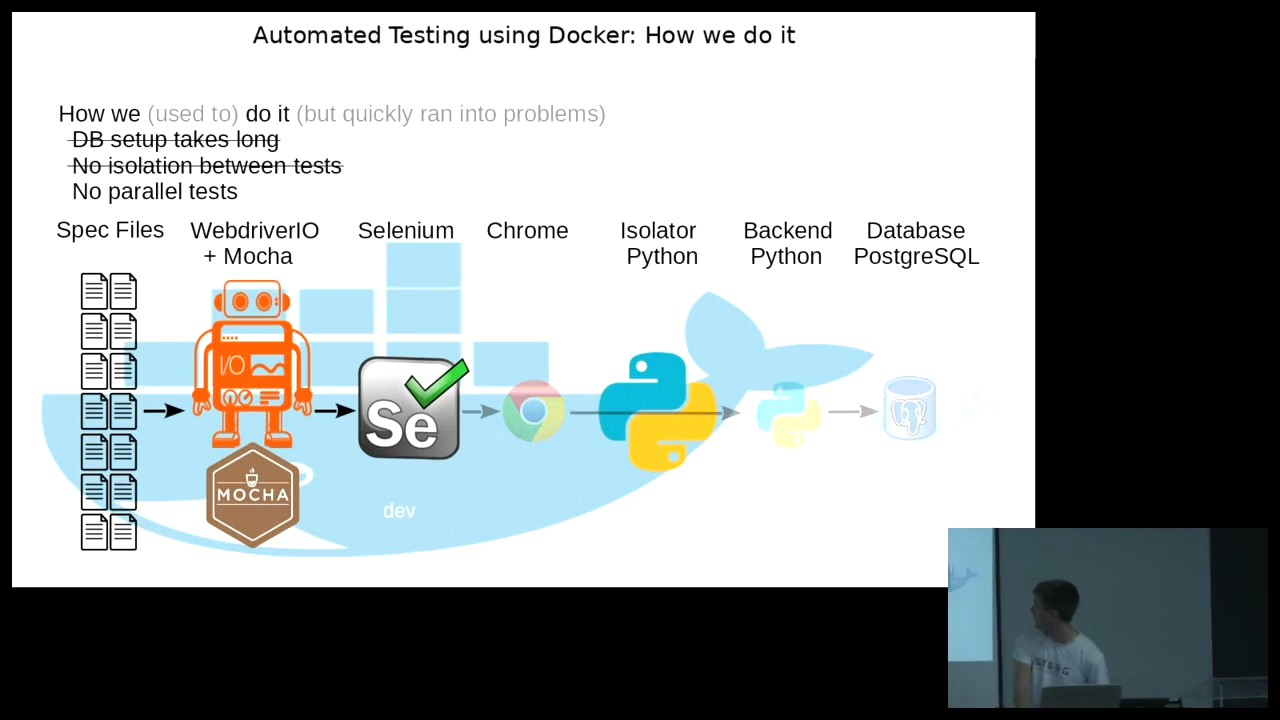 Automated Testing using Docker: How we do it
How we (used to) do it (but quickly ran into problems)
DB setup takes long
No isolation between tests
No parallel tests
Spec Files
WebdriverIO
+ Mocha
Selenium
Chrome
Isolator
Python
Backend
Python
Database
PostgreSQL
I/O
Se
MOCHA
dev